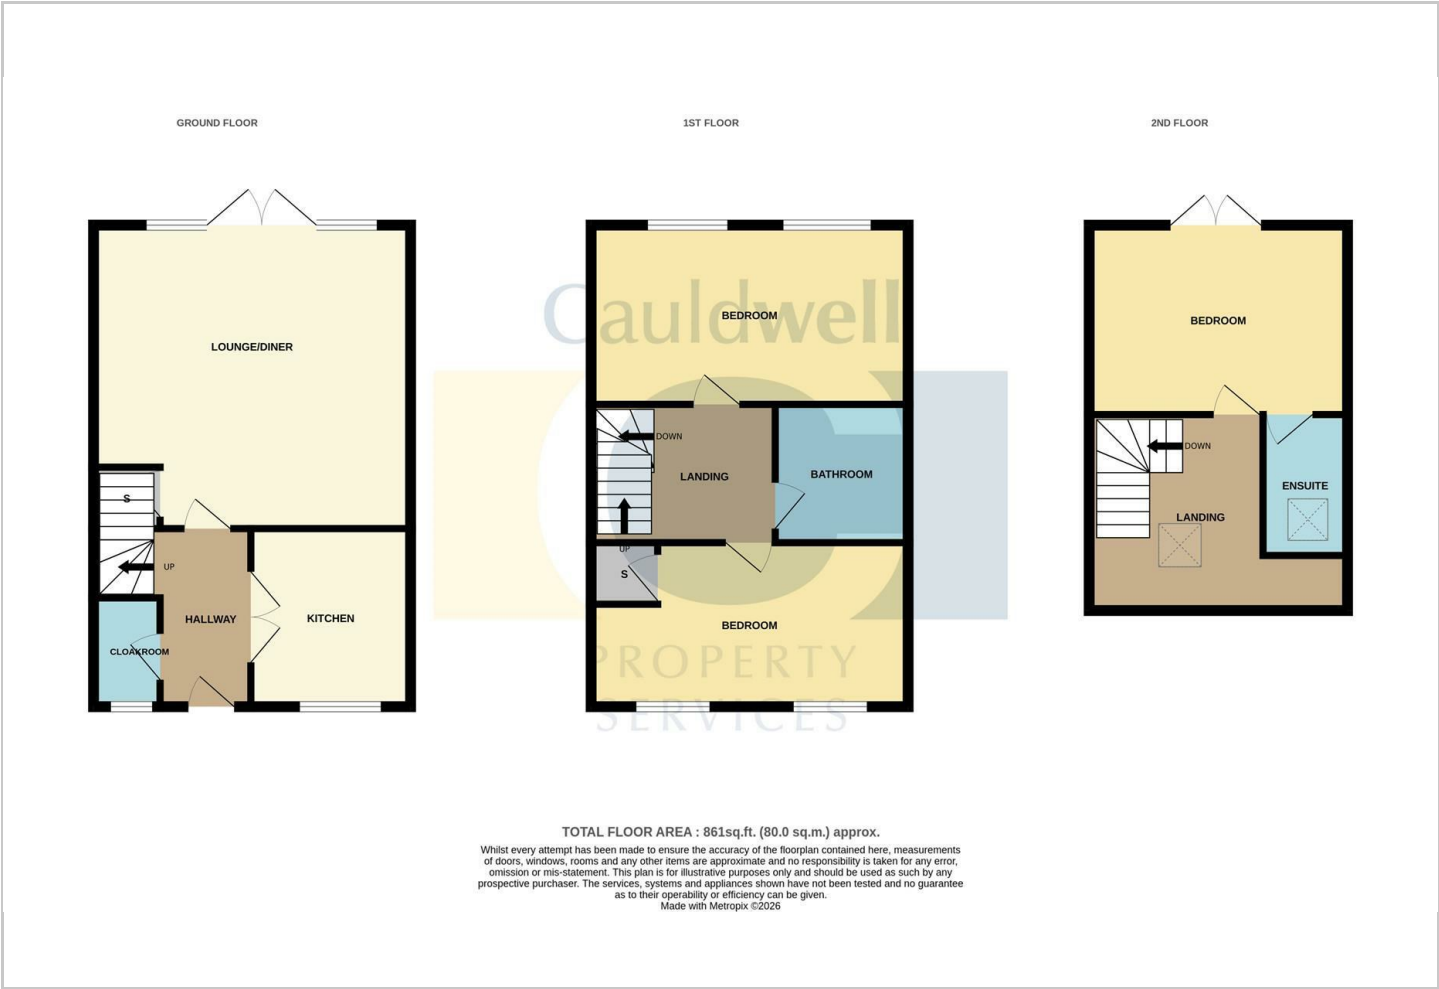 GROUND FLOOR
1ST FLOOR
2ND FLOOR
LOUNGE/DINER
S
UP
HALLWAY
KITCHEN
CLOAKROOM
BEDROOM
DOWN
LANDING
BATHROOM
UP
S
BEDROOM
Cauldwell
PROPERTY
SERVICES
BEDROOM
DOWN
LANDING
ENSUITE
TOTAL FLOOR AREA : 861sq.ft. (80.0 sq.m.) approx.
Whilst every attempt has been made to ensure the accuracy of the floorplan contained here, measurements
of doors, windows, rooms and any other items are approximate and no responsibility is taken for any error,
omission or mis-statement. This plan is for illustrative purposes only and should be used as such by any
prospective purchaser. The services, systems and appliances shown have not been tested and no guarantee
as to their operability or efficiency can be given.
Made with Metropix ©2026